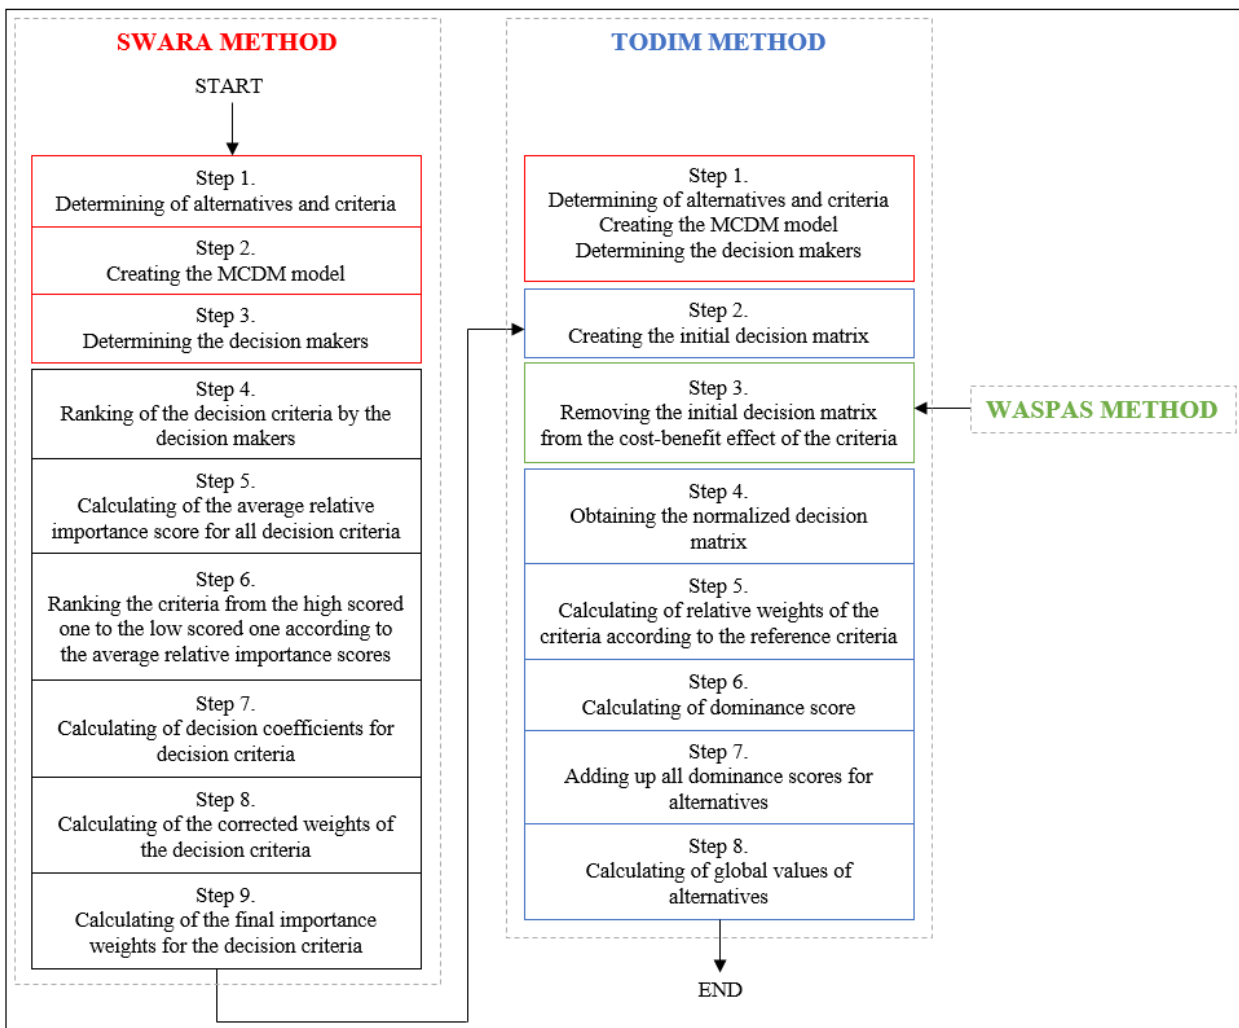 SWARA METHOD
START
Step 1.
Determining of alternatives and criteria
Step 2.
Creating the MCDM model
Step 3.
Determining the decision makers
Step 4.
Ranking of the decision criteria by the
decision makers
Step 5.
Calculating of the average relative
importance score for all decision criteria
Step 6.
Ranking the criteria from the high scored
one to the low scored one according to
the average relative importance scores
Step 7.
Calculating of decision coefficients for
decision criteria
Step 8.
Calculating of the corrected weights of
the decision criteria
Step 9.
Calculating of the final importance
weights for the decision criteria
TODIM METHOD
Step 1.
Determining of alternatives and criteria
Creating the MCDM model
Determining the decision makers
Step 2.
Creating the initial decision matrix
Step 3.
Removing the initial decision matrix
from the cost-benefit effect of the criteria
Step 4.
Obtaining the normalized decision
matrix
Step 5.
Calculating of relative weights of the
criteria according to the reference criteria
Step 6.
Calculating of dominance score
Step 7.
Adding up all dominance scores for
alternatives
Step 8.
Calculating of global values of
alternatives
END
WASPAS METHOD